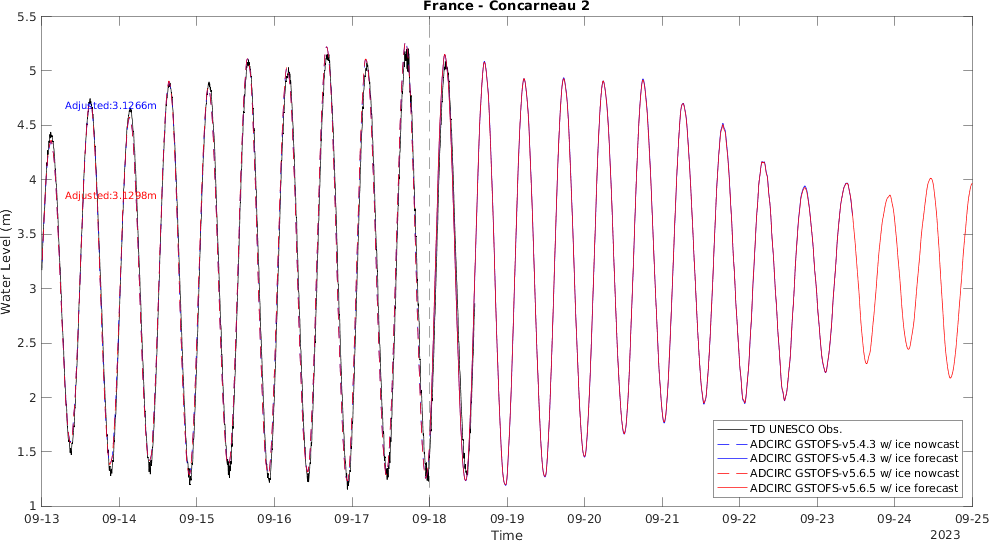 France - Concarneau 2
5.5
5
4.5
4
3.5
3
2.5
2
1.5
1
Water Level (m)
Adjusted:3.1266m
Adjusted:3.1298m
TD UNESCO Obs.
ADCIRC GSTOFS-v5.4.3 w/ ice nowcast
ADCIRC GSTOFS-v5.4.3 w/ ice forecast
ADCIRC GSTOFS-v5.6.5 w/ ice nowcast
ADCIRC GSTOFS-v5.6.5 w/ ice forecast
09-13 09-14 09-15 09-16 09-17 09-18 09-19 09-20 09-21 09-22 09-23 09-24 09-25
Time
2023